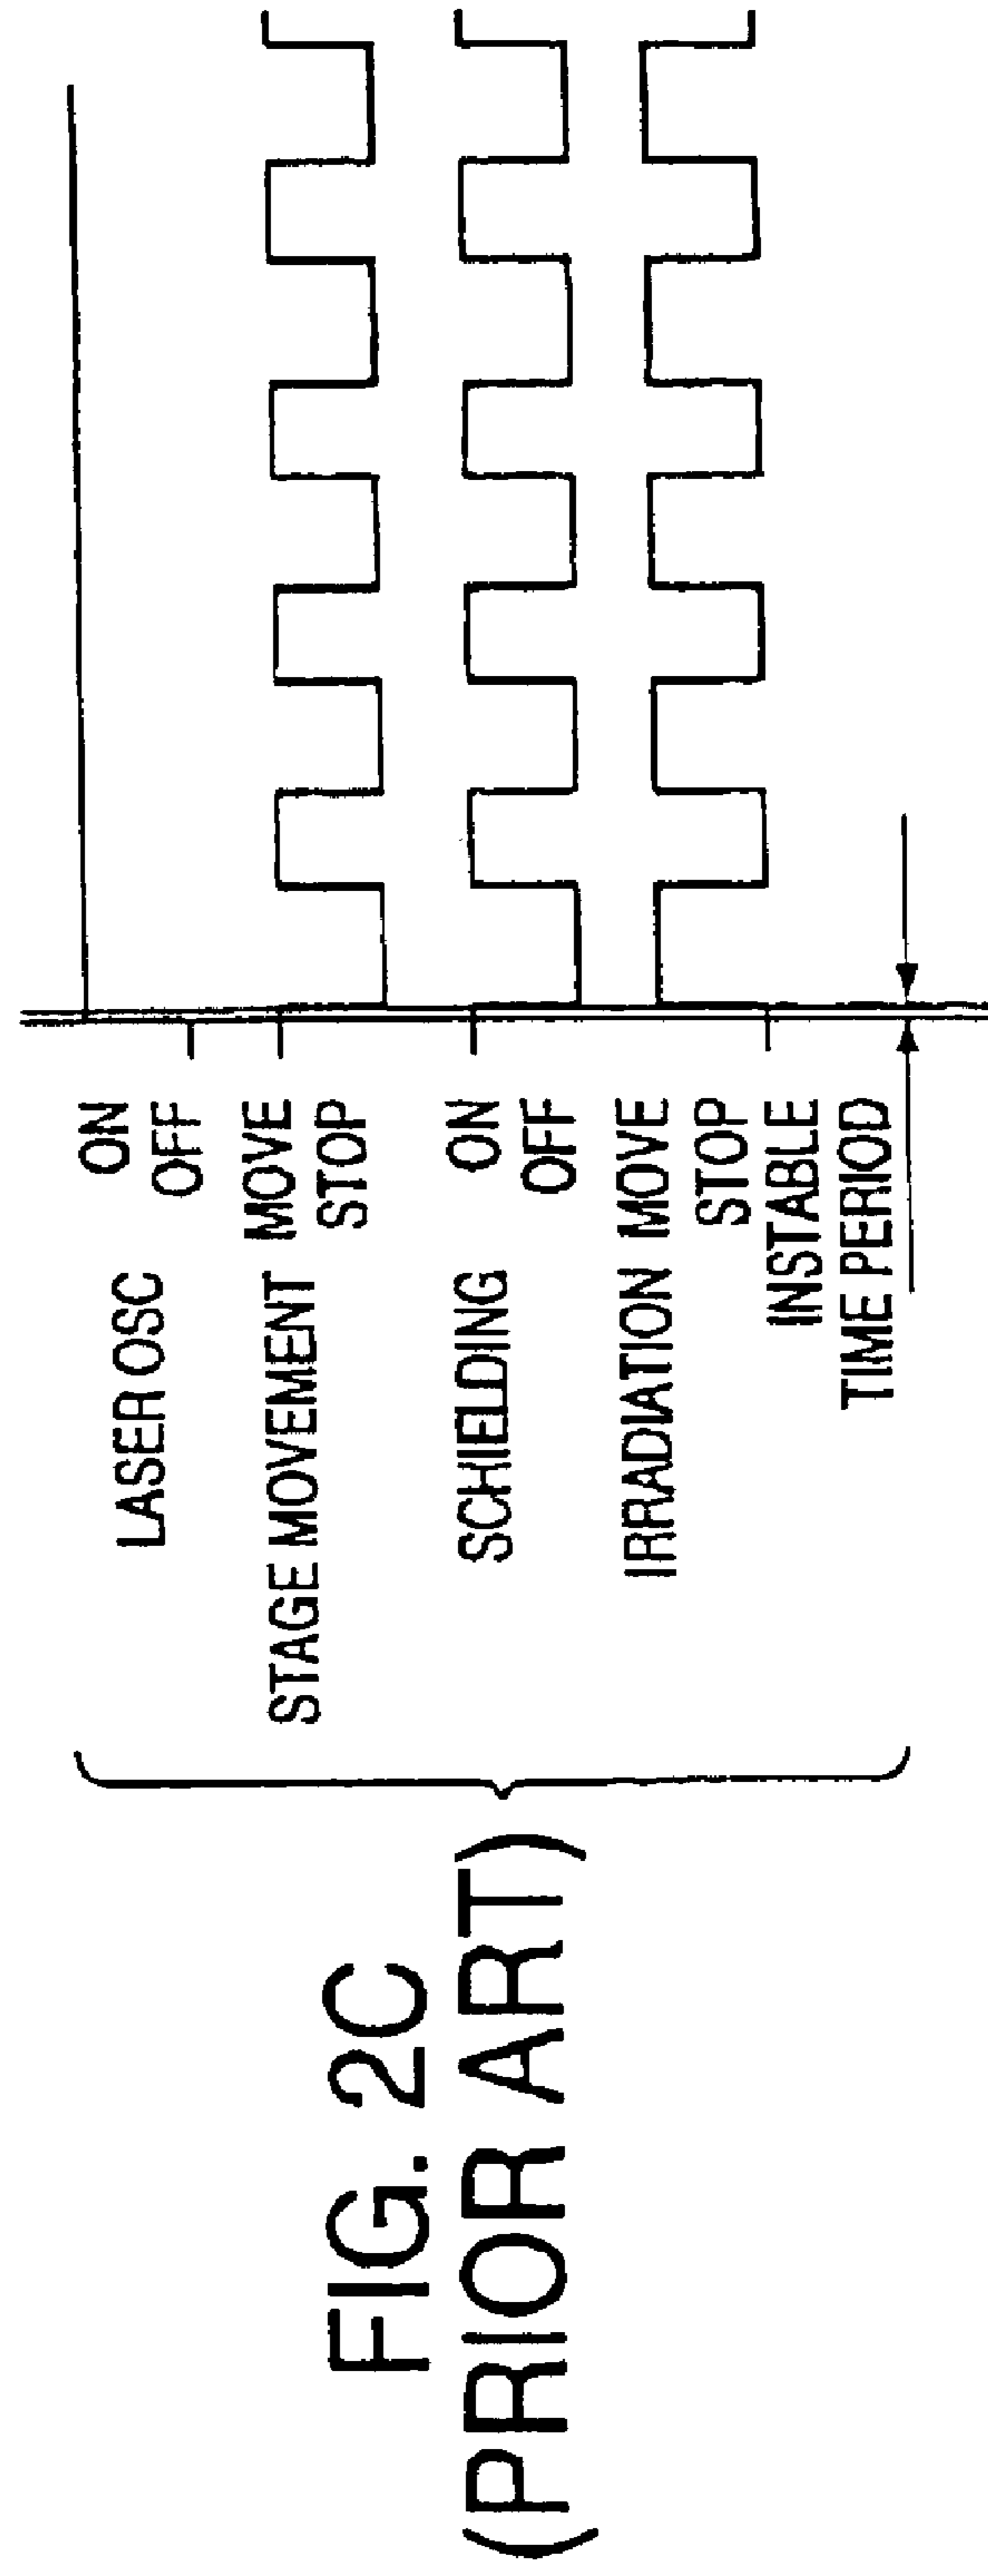 FIG. 2C
(PRIOR ART)
LASER OSC
ON
OFF
STAGE MOVEMENT
MOVE
STOP
SCHIELDING
ON
OFF
IRRADIATION
MOVE
STOP
INSTABLE
TIME PERIOD